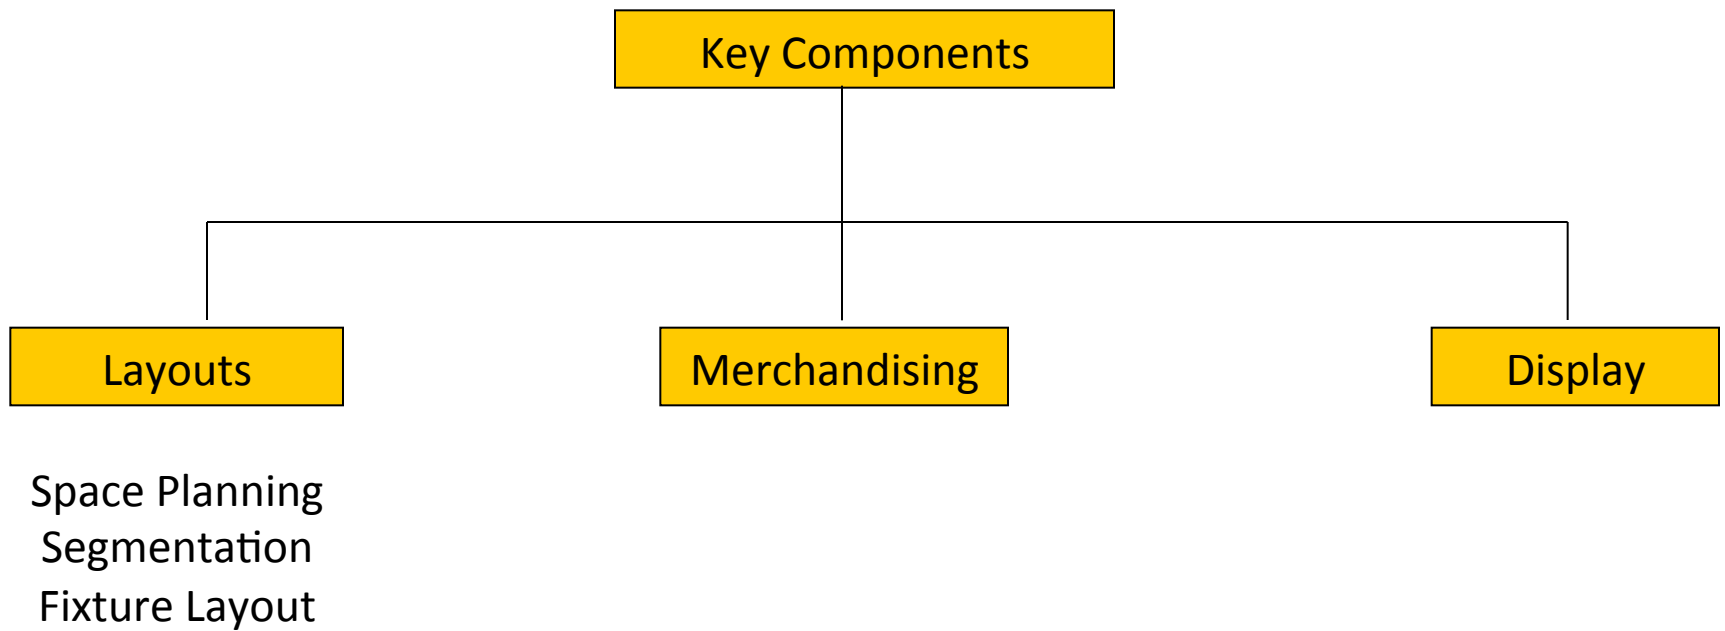 Key Components
Layouts
Merchandising
Display
Space Planning
Segmentation
Fixture Layout